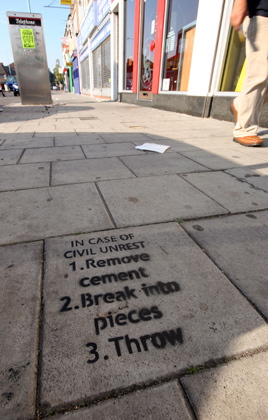 Telephone
IN CASE OF
CIVIL UNREST
1.Remove
cement
2.Break into
pieces
3.Throw